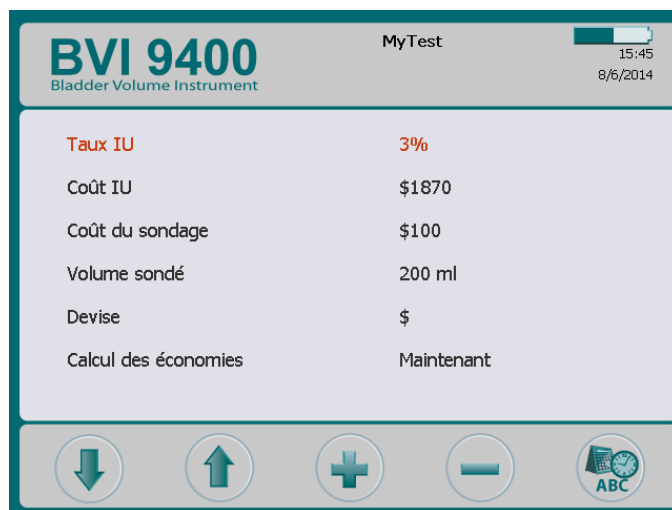 BVI 9400
Bladder Volume Instrument
MyTest
15:45
8/6/2014
Taux IU 3%
Coût IU $1870
Coût du sondage $100
Volume sondé 200 ml
Devise $
Calcul des économies Maintenant
ABC